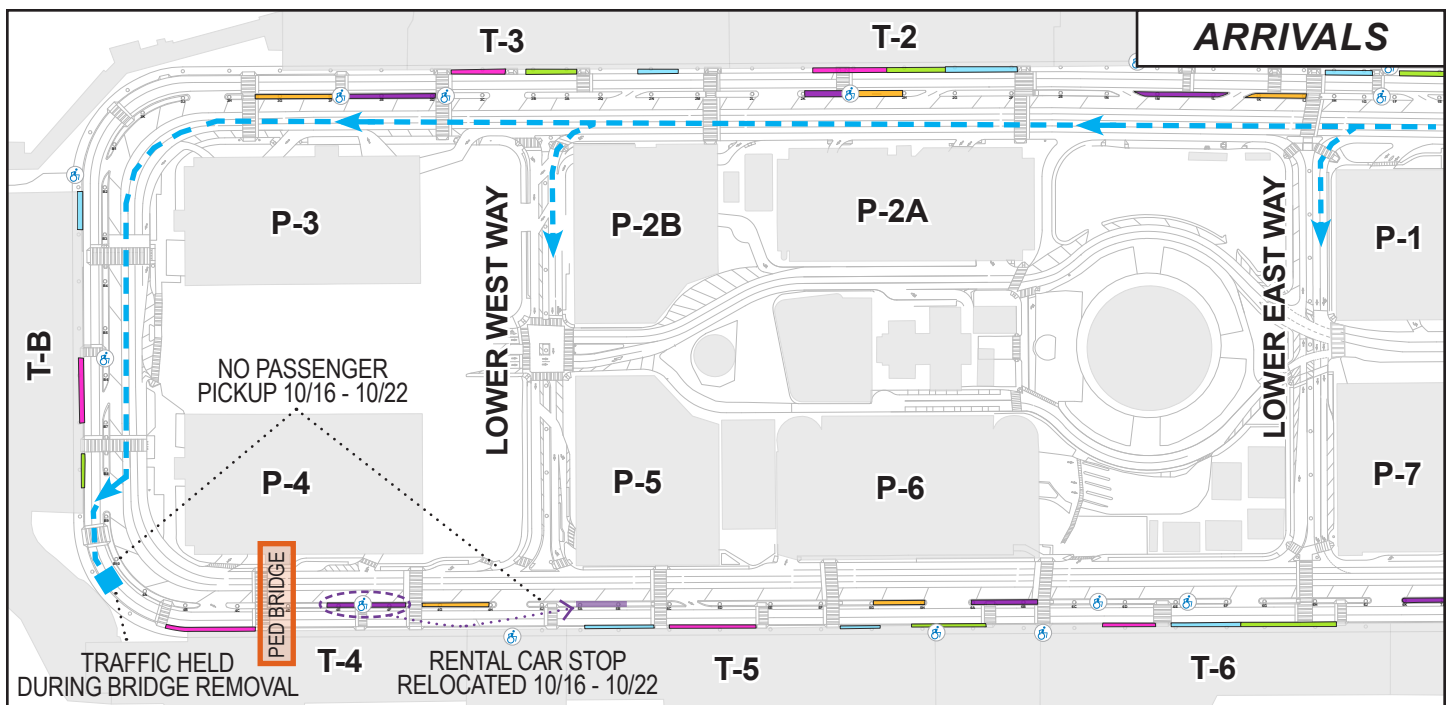 ARRIVALS
T-3
T-2
P-3
P-2B
P-2A
P-1
LOWER WEST WAY
LOWER EAST WAY
T-B
NO PASSENGER
PICKUP 10/16 - 10/22
P-4
P-5
P-6
P-7
PED BRIDGE
TRAFFIC HELD
DURING BRIDGE REMOVAL
T-4
RENTAL CAR STOP
RELOCATED 10/16 - 10/22
T-5
T-6